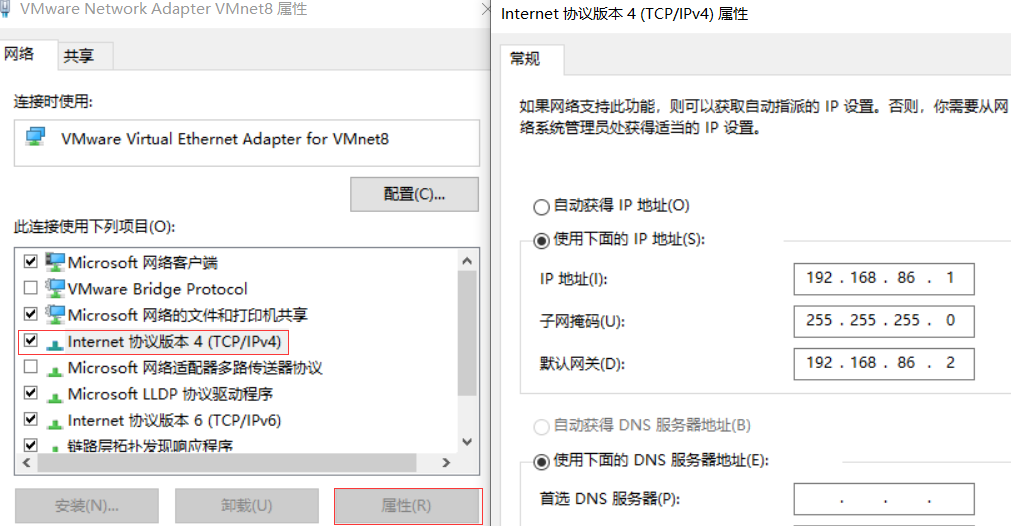 VMware Network Adapter VMnet8 属性
网络
共享
连接时使用:
VMware Virtual Ethernet Adapter for VMnet8
配置(C)...
此连接使用下列项目(O):
Microsoft 网络客户端
VMware Bridge Protocol
Microsoft 网络的文件和打印机共享
Internet 协议版本 4 (TCP/IPv4)
Microsoft 网络适配器多路传送器协议
Microsoft LLDP 协议驱动程序
Internet 协议版本 6 (TCP/IPv6)
链路层拓扑发现响应程序
安装(N)...
卸载(U)
属性(R)
Internet 协议版本 4 (TCP/IPv4) 属性
常规
如果网络支持此功能，则可以获取自动指派的 IP 设置。否则，你需要从网
络系统管理员处获得适当的 IP 设置。
自动获得 IP 地址(O)
使用下面的 IP 地址(S):
IP 地址(I):
192 . 168 . 86 . 1
子网掩码(U):
255 . 255 . 255 . 0
默认网关(D):
192 . 168 . 86 . 2
自动获得 DNS 服务器地址(B)
使用下面的 DNS 服务器地址(E):
首选 DNS 服务器(P):
. . .